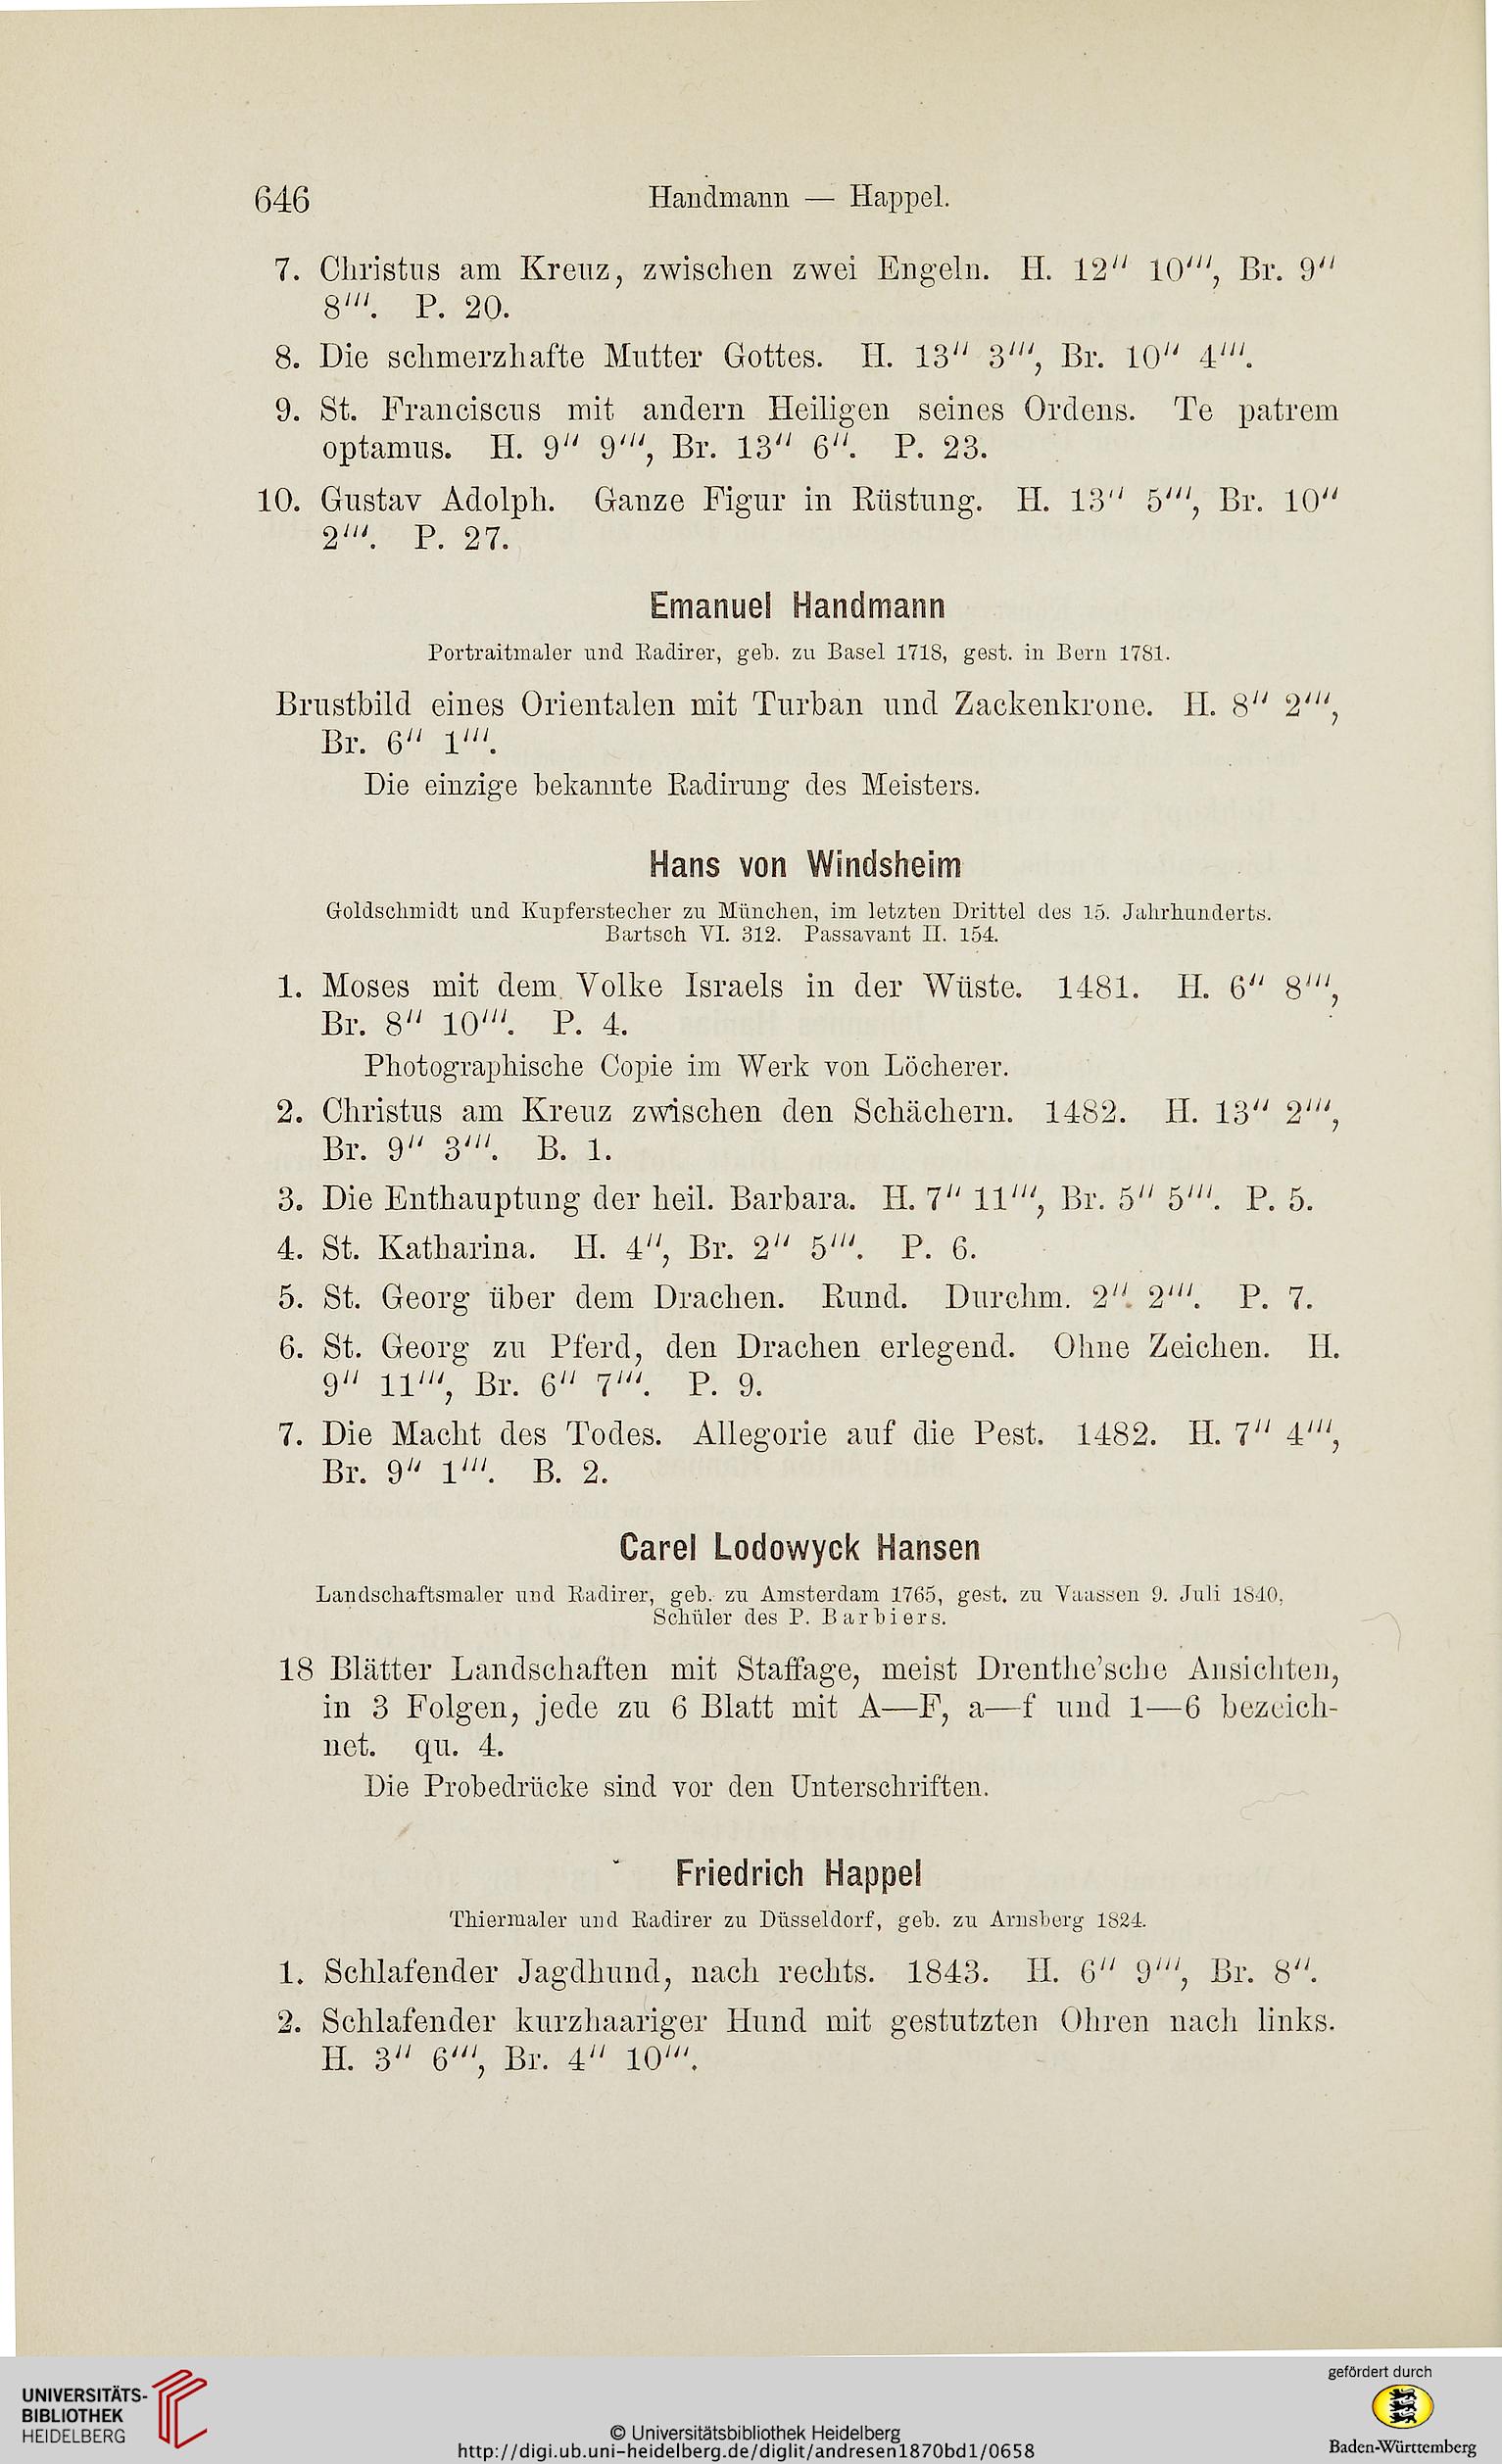 646 Handmann — Happel.
7. Christus am Kreuz, zwischen zwei Engeln. H. 12″ 10‴, Br. 9″
8‴. P. 20.
8. Die schmerzhafte Mutter Gottes. H. 13″ 3‴, Br. 10″ 4‴.
9. St. Franciscus mit andern Heiligen seines Ordens. Te patrem
optamus. H. 9″ 9‴, Br. 13″ 6″. P. 23.
10. Gustav Adolph. Ganze Figur in Rüstung. H. 13″ 5‴, Br. 10″
2‴. P. 27.
Emanuel Handmann
Portraitmaler und Radirer, geb. zu Basel 1718, gest. in Bern 1781.
Brustbild eines Orientalen mit Turban und Zackenkrone. H. 8″ 2‴,
Br. 6″ 1‴.
Die einzige bekannte Radirung des Meisters.
Hans von Windsheim
Goldschmidt und Kupferstecher zu München, im letzten Drittel des 15. Jahrhunderts.
Bartsch VI. 312. Passavant II. 154.
1. Moses mit dem Volke Israels in der Wüste. 1481. H. 6″ 8‴,
Br. 8″ 10‴. P. 4.
Photographische Copie im Werk von Löcherer.
2. Christus am Kreuz zwischen den Schächern. 1482. H. 13″ 2‴,
Br. 9″ 3‴. B. 1.
3. Die Enthauptung der heil. Barbara. H. 7″ 11‴, Br. 5″ 5‴. P. 5.
4. St. Katharina. H. 4″, Br. 2″ 5‴. P. 6.
5. St. Georg über dem Drachen. Rund. Durchm. 2″ 2‴. P. 7.
6. St. Georg zu Pferd, den Drachen erlegend. Ohne Zeichen. H.
9″ 11‴, Br. 6″ 7‴. P. 9.
7. Die Macht des Todes. Allegorie auf die Pest. 1482. H. 7″ 4‴,
Br. 9″ 1‴. B. 2.
Carel Lodowyck Hansen
Landschaftsmaler und Radirer, geb. zu Amsterdam 1765, gest. zu Vaassen 9. Juli 1840,
Schüler des P. Barbiers.
18 Blätter Landschaften mit Staffage, meist Drenthe'sche Ansichten,
in 3 Folgen, jede zu 6 Blatt mit A—F, a—f und 1—6 bezeich-
net. qu. 4.
Die Probedrücke sind vor den Unterschriften.
Friedrich Happel
Thiermaler und Radirer zu Düsseldorf, geb. zu Arnsberg 1824.
1. Schlafender Jagdhund, nach rechts. 1843. H. 6″ 9‴, Br. 8″.
2. Schlafender kurzhaariger Hund mit gestutzten Ohren nach links.
H. 3″ 6‴, Br. 4″ 10‴.
UNIVERSITÄTS-
BIBLIOTHEK
HEIDELBERG
© Universitätsbibliothek Heidelberg
http://digi.ub.uni-heidelberg.de/diglit/andresen1870bd1/0658
gefördert durch
Baden-Württemberg